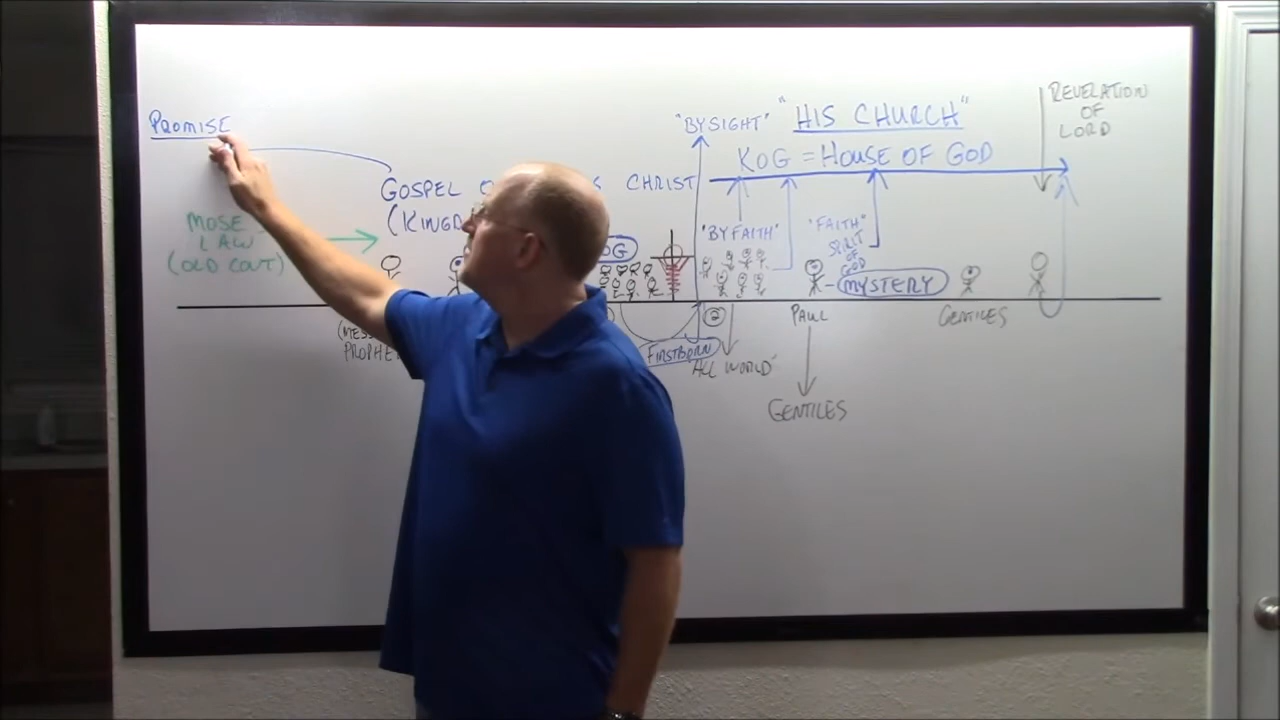 PROMISE
MOSE
LAW
(OLD COVT)
GOSPEL
CHRIST
"BY SIGHT"
"HIS CHURCH"
KOG = HOUSE OF GOD
REVELATION
OF
LORD
"BY FAITH"
"FAITH"
SPIRIT
OF
GOD
MYSTERY
FIRSTBORN
2
ALL WORLD"
PAUL
GENTILES
GENTILES